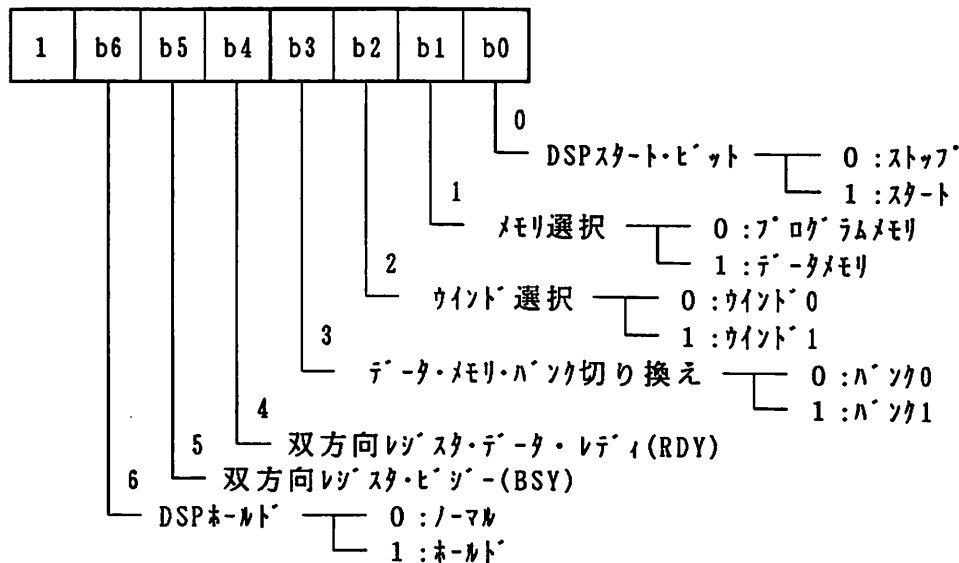 1 b6 b5 b4 b3 b2 b1 b0
0
DSPスタート・ビット 0:ストップ
1:スタート
1
メモリ選択 0:プログラムメモリ
1:データメモリ
2
ウインド選択 0:ウインド0
1:ウインド1
3
データ・メモリ・バンク切り換え 0:バンク0
1:バンク1
4
双方向レジスタ・データ・レディ(RDY)
5
双方向レジスタ・ビジー(BSY)
6
DSPホールド 0:ノーマル
1:ホールド